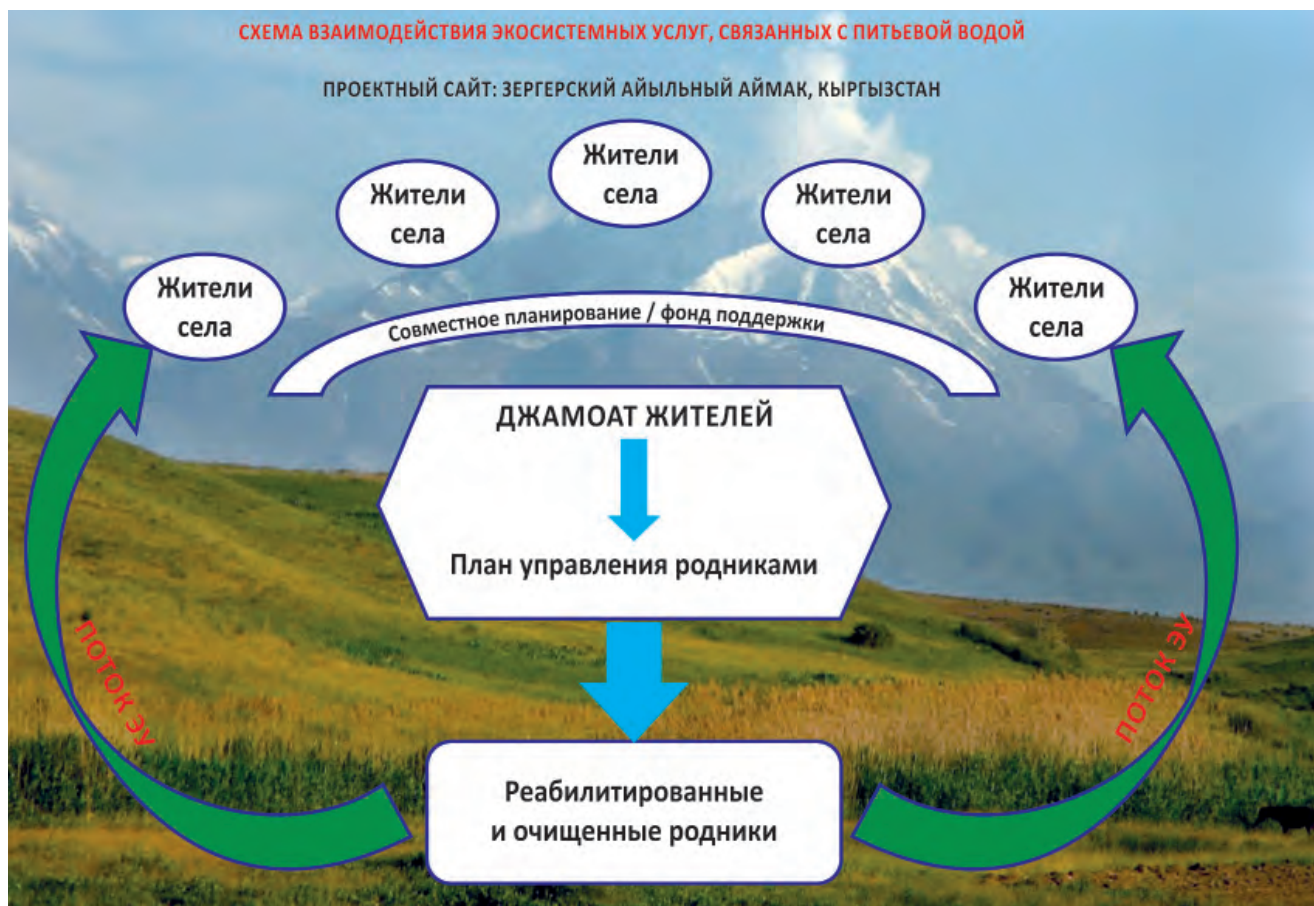 СХЕМА ВЗАИМОДЕЙСТВИЯ ЭКОСИСТЕМНЫХ УСЛУГ, СВЯЗАННЫХ С ПИТЬЕВОЙ ВОДОЙ
ПРОЕКТНЫЙ САЙТ: ЗЕРГЕРСКИЙ АЙЫЛЬНЫЙ АЙМАК, КЫРГЫЗСТАН
Жители
села
Жители
села
Жители
села
Жители
села
Жители
села
Совместное планирование / фонд поддержки
ДЖАМОАТ ЖИТЕЛЕЙ
План управления родниками
ПОТОК ЭУ
ПОТОК ЭУ
Реабилитированные
и очищенные родники